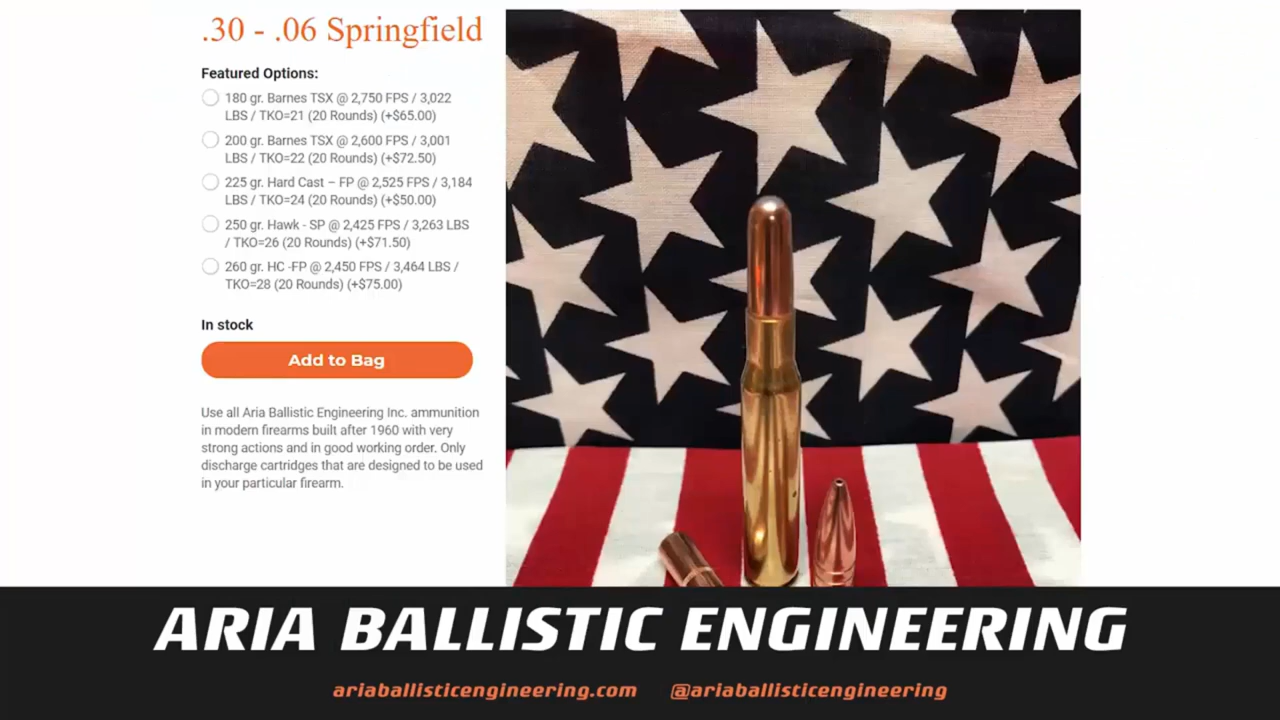 .30 - .06 Springfield
Featured Options:
180 gr. Barnes TSX @ 2,750 FPS / 3,022
LBS / TKO=21 (20 Rounds) (+$65.00)
200 gr. Barnes TSX @ 2,600 FPS / 3,001
LBS / TKO=22 (20 Rounds) (+$72.50)
225 gr. Hard Cast – FP @ 2,525 FPS / 3,184
LBS / TKO=24 (20 Rounds) (+$50.00)
250 gr. Hawk - SP @ 2,425 FPS / 3,263 LBS
/ TKO=26 (20 Rounds) (+$71.50)
260 gr. HC -FP @ 2,450 FPS / 3,464 LBS /
TKO=28 (20 Rounds) (+$75.00)
In stock
Add to Bag
Use all Aria Ballistic Engineering Inc. ammunition
in modern firearms built after 1960 with very
strong actions and in good working order. Only
discharge cartridges that are designed to be used
in your particular firearm.
ARIA BALLISTIC ENGINEERING
ariaballisticengineering.com @ariaballisticengineering